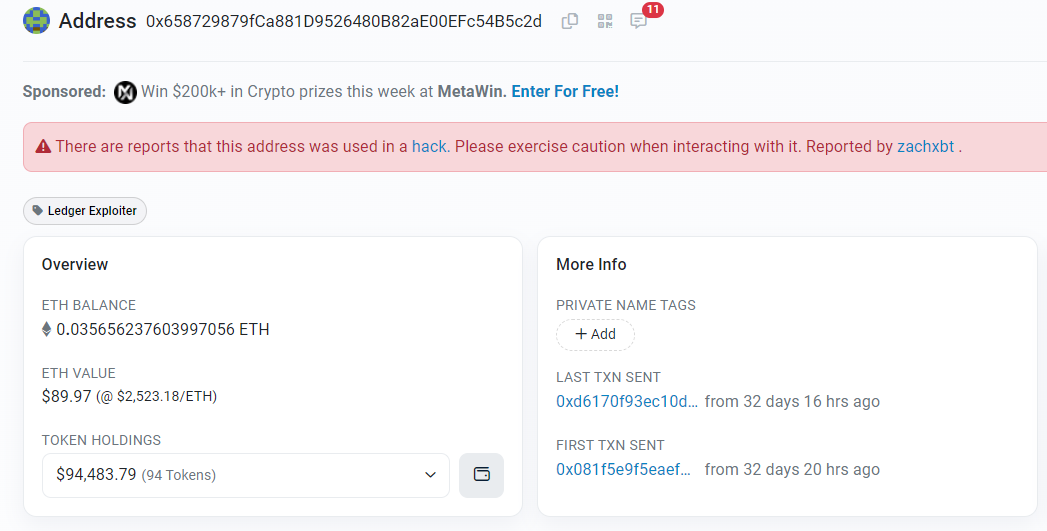 Address 0x658729879fCa881D9526480B82aE00EFc54B5c2d 11
Sponsored: Win $200k+ in Crypto prizes this week at MetaWin. Enter For Free!
There are reports that this address was used in a hack. Please exercise caution when interacting with it. Reported by zachxbt .
Ledger Exploiter
Overview
ETH BALANCE
0.035656237603997056 ETH
ETH VALUE
$89.97 (@ $2,523.18/ETH)
TOKEN HOLDINGS
$94,483.79 (94 Tokens)
More Info
PRIVATE NAME TAGS
+ Add
LAST TXN SENT
0xd6170f93ec10d... from 32 days 16 hrs ago
FIRST TXN SENT
0x081f5e9f5eaef... from 32 days 20 hrs ago